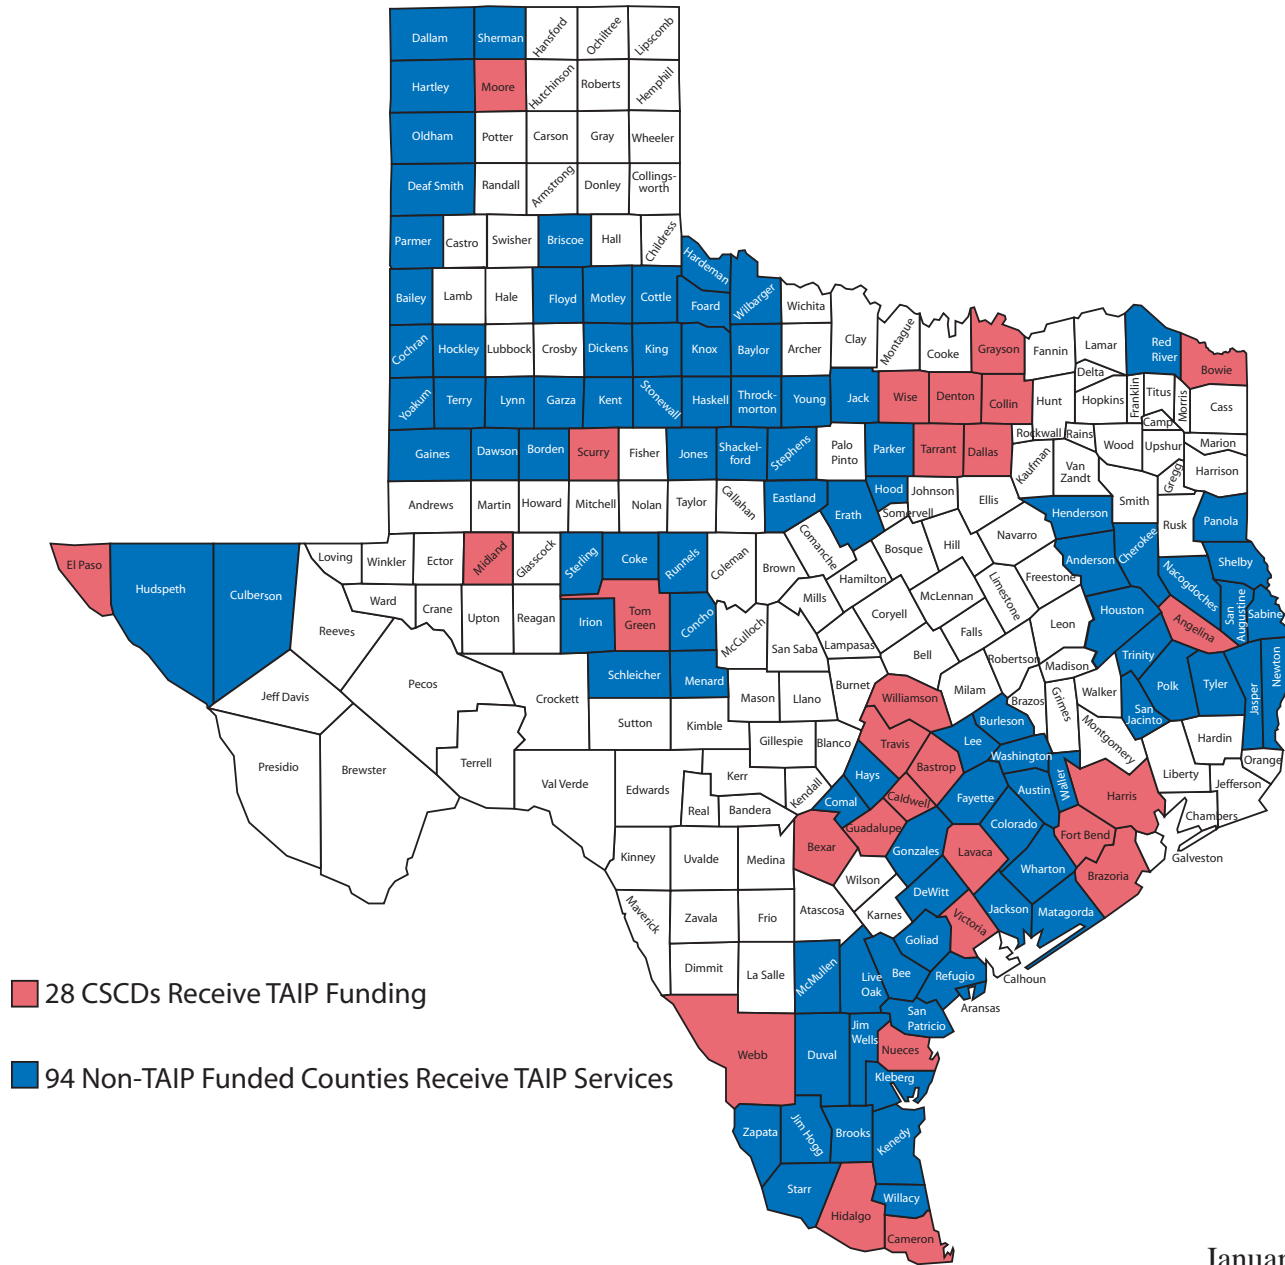 Dallam Sherman Hansford Ochiltree Lipscomb
Hartley Moore Hutchinson Roberts Hemphill
Oldham Potter Carson Gray Wheeler
Deaf Smith Randall Armstrong Donley Collings-
worth
Parmer Castro Swisher Briscoe Hall Childress
Hardeman
Bailey Lamb Hale Floyd Motley Cottle Foard Wilbarger Wichita
Cochran Hockley Lubbock Crosby Dickens King Knox Baylor Archer Clay Montague Cooke Grayson Fannin Lamar Red
River Bowie
Delta
Yoakum Terry Lynn Garza Kent Stonewall Haskell Throck-
morton Young Jack Wise Denton Collin Hunt Hopkins Franklin Titus Morris Cass
Camp
Gaines Dawson Borden Scurry Fisher Jones Shackel-
ford Stephens Palo
Pinto Parker Tarrant Dallas Rockwall Rains Wood Upshur Marion
Kaufman Van
Zandt Gregg Harrison
Andrews Martin Howard Mitchell Nolan Taylor Callahan Eastland Hood Johnson Ellis Smith
Erath Somervell Henderson Rusk Panola
El Paso Hudspeth Culberson Loving Winkler Ector Midland Glasscock Sterling Coke Runnels Coleman Brown Comanche Bosque Hill Navarro Anderson Cherokee Shelby
Ward Crane Upton Reagan Irion Tom
Green Concho McCulloch Mills Hamilton McLennan Limestone Freestone Nacogdoches San
Augustine Sabine
Reeves San Saba Lampasas Coryell Falls Leon Houston Angelina
Jeff Davis Pecos Crockett Schleicher Menard Mason Llano Burnet Bell Robertson Madison Trinity Polk Tyler Jasper Newton
Presidio Brewster Terrell Sutton Kimble Gillespie Blanco Williamson Milam Brazos Grimes Walker San
Jacinto Hardin
Burleson Montgomery
Travis Lee Washington Orange
Val Verde Edwards Kerr Kendall Hays Bastrop Austin Waller Harris Liberty Jefferson
Real Bandera Comal Caldwell Fayette Colorado Chambers
Kinney Uvalde Medina Bexar Guadalupe Gonzales Lavaca Fort Bend Galveston
Wharton Brazoria
Wilson DeWitt
Maverick Zavala Frio Atascosa Karnes Victoria Jackson Matagorda
Goliad
Dimmit La Salle McMullen Live
Oak Bee Refugio Calhoun
Aransas
28 CSCDs Receive TAIP Funding
San
Patricio
Webb Duval Jim
Wells Nueces
94 Non-TAIP Funded Counties Receive TAIP Services
Kleberg
Zapata Jim Hogg Brooks Kenedy
Starr Willacy
Hidalgo
Cameron
Januar